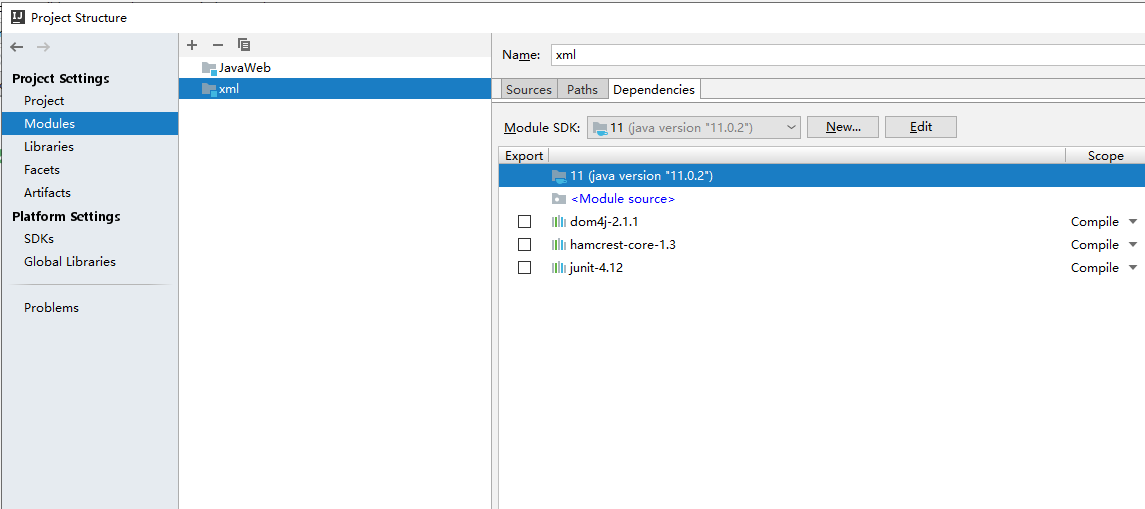 Project Structure
Project Settings
Project
Modules
Libraries
Facets
Artifacts
Platform Settings
SDKs
Global Libraries
Problems
JavaWeb
xml
Name: xml
Sources Paths Dependencies
Module SDK: 11 (java version "11.0.2") New... Edit
Export Scope
11 (java version "11.0.2")
<Module source>
dom4j-2.1.1 Compile
hamcrest-core-1.3 Compile
junit-4.12 Compile